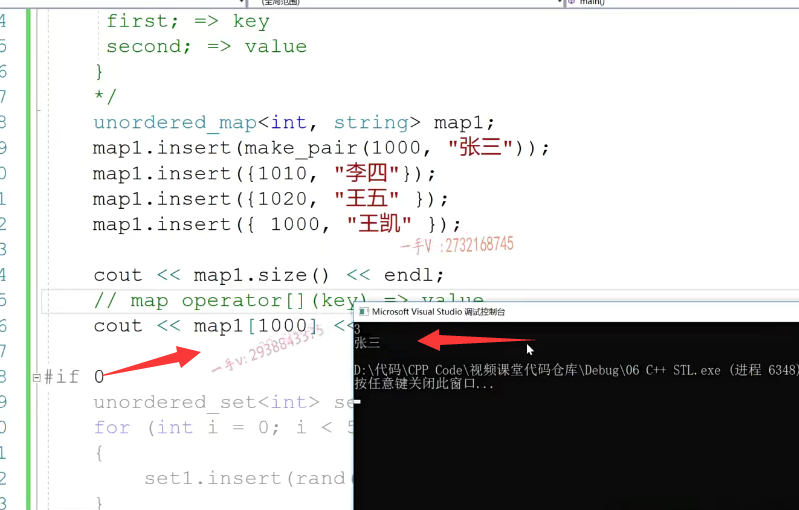 (全局范围) main()
4 first; => key
5 second; => value
6 }
7 */
8 unordered_map<int, string> map1;
9 map1.insert(make_pair(1000, "张三"));
0 map1.insert({1010, "李四"});
1 map1.insert({1020, "王五" });
2 map1.insert({ 1000, "王凯" });
3 一手V :2732168745
4 cout << map1.size() << endl;
5 // map operator[](key) => value
6 cout << map1[1000] <<
7 一手v: 2938843375
8 #if 0
9 unordered_set<int> se
0 for (int i = 0; i < 5
1 {
2 set1.insert(rand(
3 }
Microsoft Visual Studio 调试控制台
3
张三
D:\代码\CPP Code\视频课堂代码仓库\Debug\06 C++ STL.exe (进程 6348)
按任意键关闭此窗口...